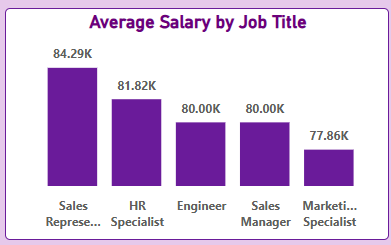 Average Salary by Job Title
84.29K
81.82K
80.00K
80.00K
77.86K
Sales
Represe...
HR
Specialist
Engineer
Sales
Manager
Marketi...
Specialist